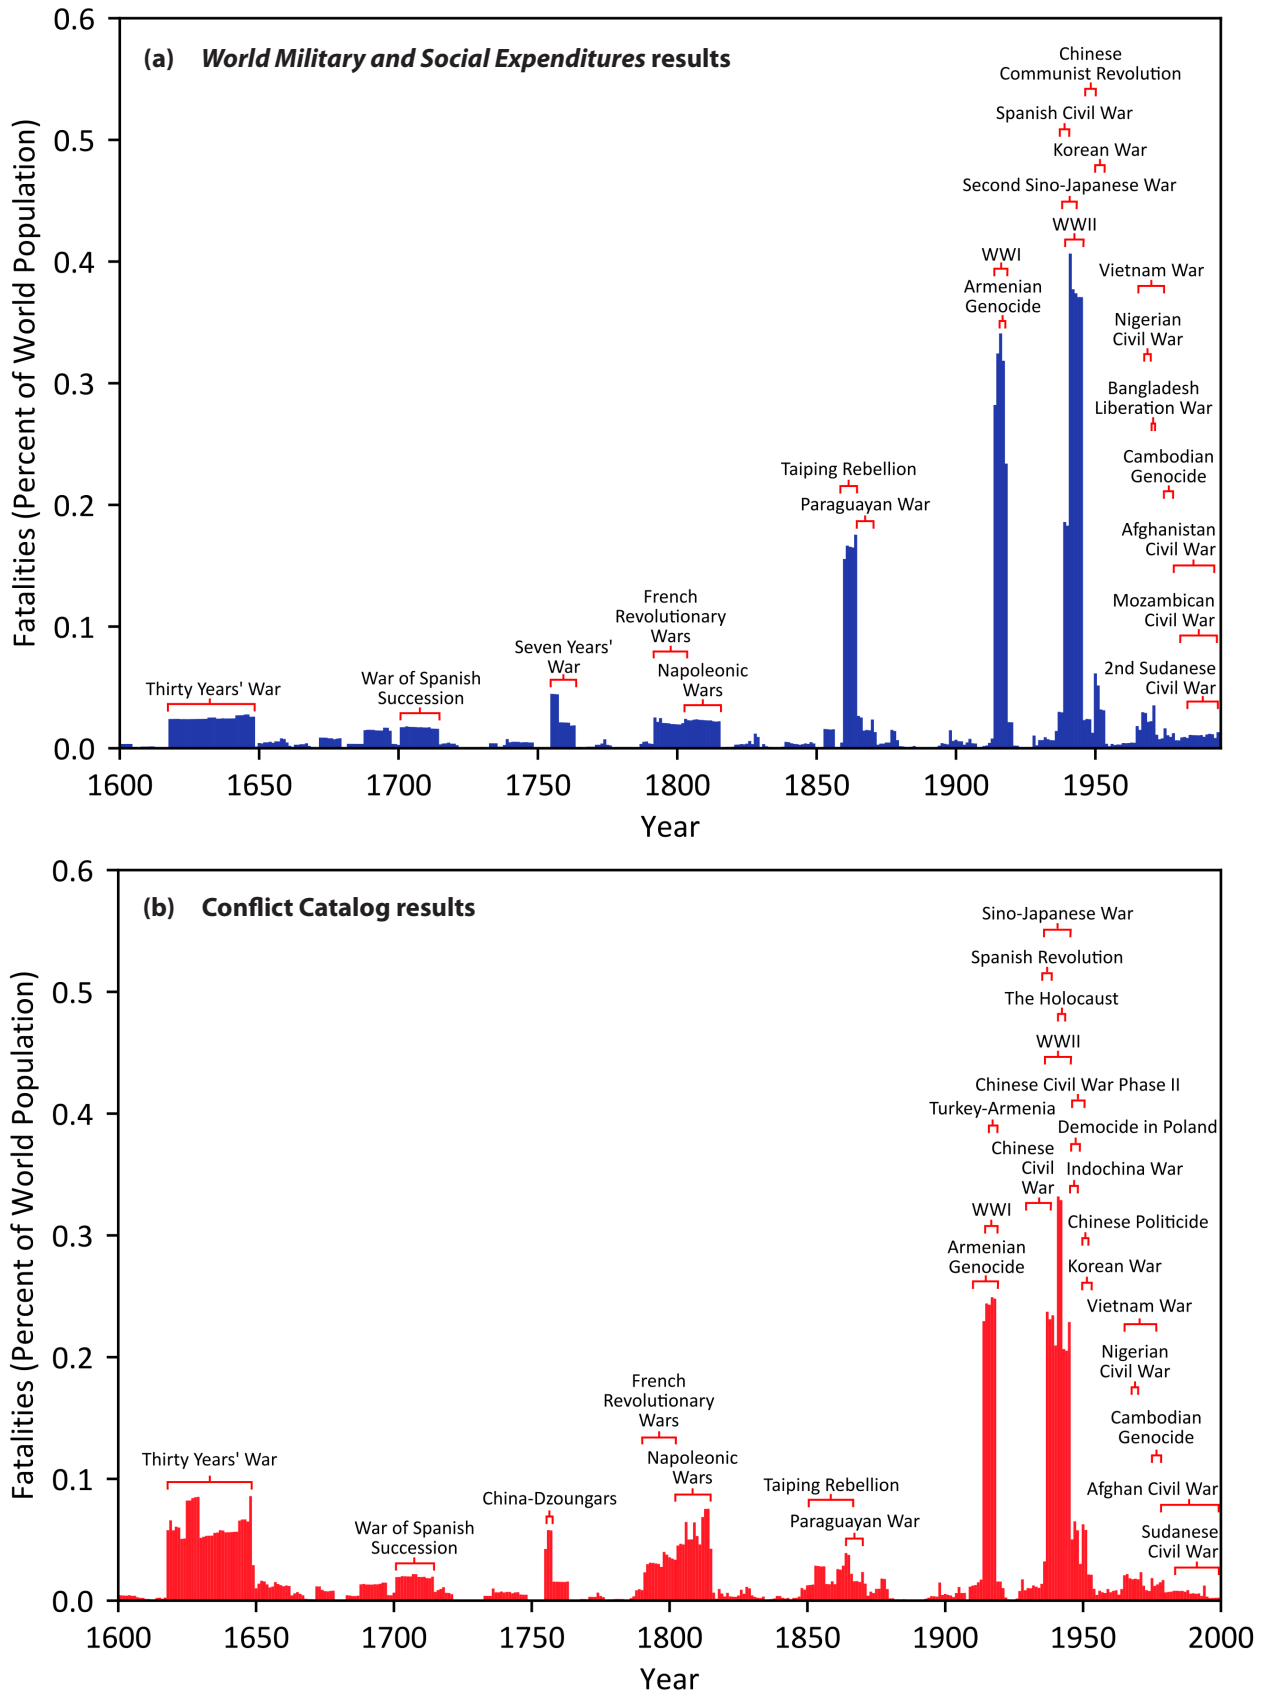 (a) World Military and Social Expenditures results
Fatalities (Percent of World Population)
0.6
0.5
0.4
0.3
0.2
0.1
0.0
Thirty Years' War
War of Spanish
Succession
Seven Years'
War
French
Revolutionary
Wars
Napoleonic
Wars
Taiping Rebellion
Paraguayan War
WWI
Armenian
Genocide
Chinese
Communist Revolution
Spanish Civil War
Korean War
Second Sino-Japanese War
WWII
Vietnam War
Nigerian
Civil War
Bangladesh
Liberation War
Cambodian
Genocide
Afghanistan
Civil War
Mozambican
Civil War
2nd Sudanese
Civil War
1600 1650 1700 1750 1800 1850 1900 1950
Year
(b) Conflict Catalog results
Fatalities (Percent of World Population)
0.6
0.5
0.4
0.3
0.2
0.1
0.0
Thirty Years' War
War of Spanish
Succession
China-Dzoungars
French
Revolutionary
Wars
Napoleonic
Wars
Taiping Rebellion
Paraguayan War
Sino-Japanese War
Spanish Revolution
The Holocaust
WWII
Chinese Civil War Phase II
Turkey-Armenia
Democide in Poland
Chinese
Civil
War
Indochina War
WWI
Chinese Politicide
Armenian
Genocide
Korean War
Vietnam War
Nigerian
Civil War
Cambodian
Genocide
Afghan Civil War
Sudanese
Civil War
1600 1650 1700 1750 1800 1850 1900 1950 2000
Year